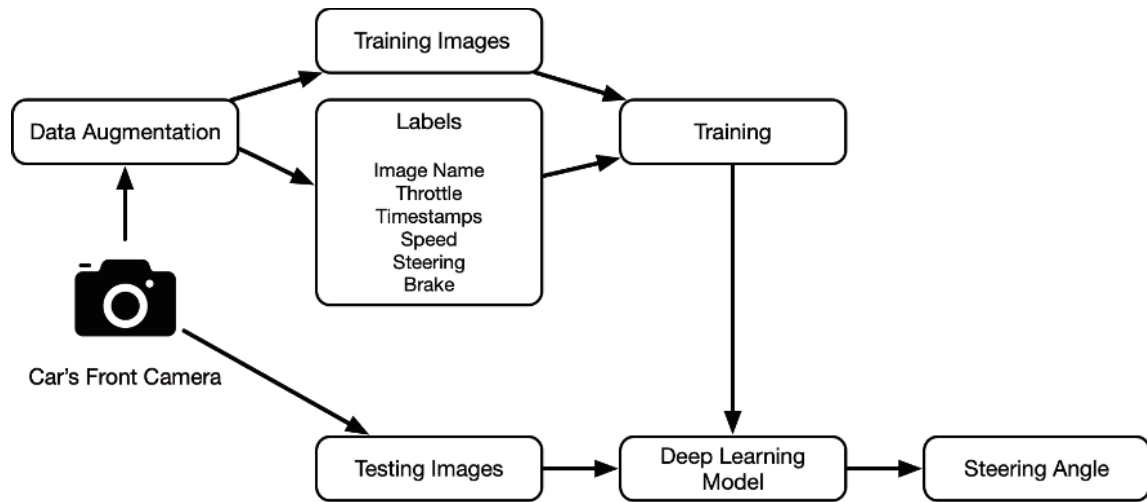 Training Images
Data Augmentation
Labels
Image Name
Throttle
Timestamps
Speed
Steering
Brake
Training
Car's Front Camera
Testing Images
Deep Learning
Model
Steering Angle